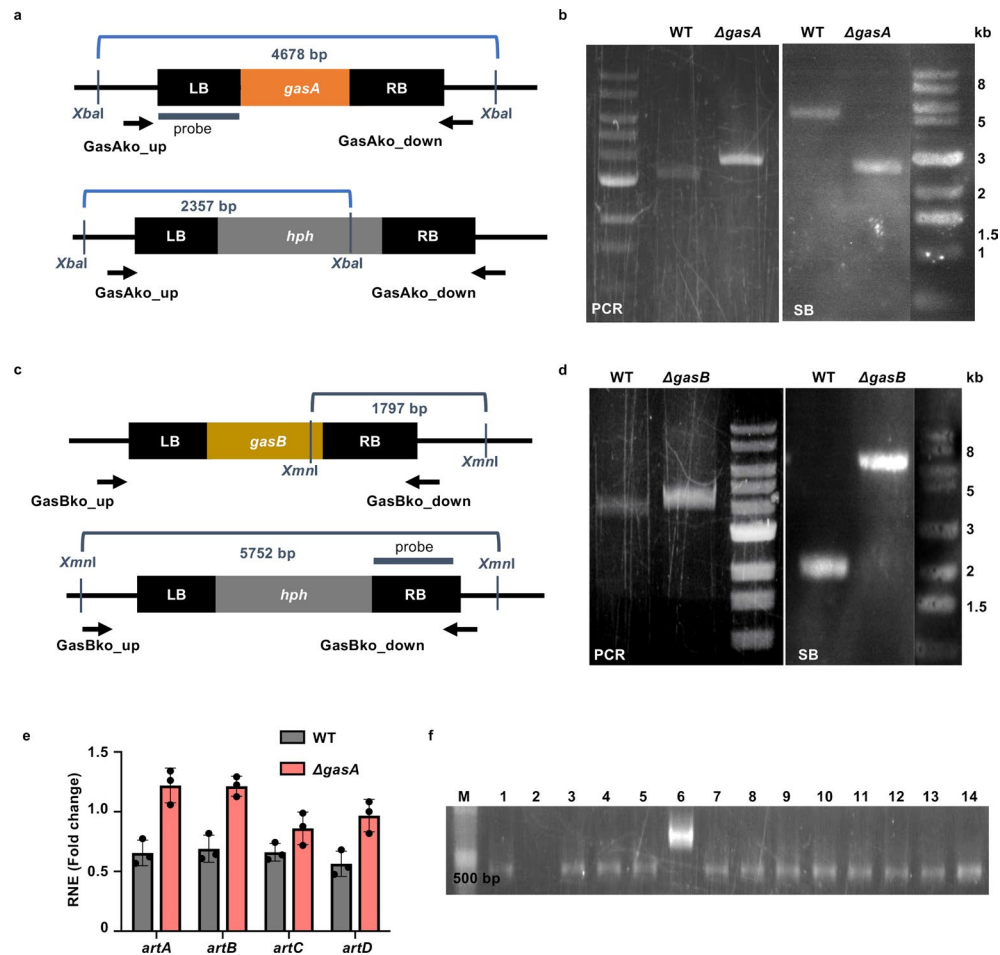 a
4678 bp
LB gasA RB
XbaI XbaI
probe
GasAko_up GasAko_down
2357 bp
LB hph RB
XbaI XbaI
GasAko_up GasAko_down
b
WT ΔgasA WT ΔgasA kb
8
5
3
2
1.5
1
PCR SB
c
1797 bp
LB gasB RB
XmnI XmnI
GasBko_up GasBko_down
5752 bp probe
XmnI XmnI
LB hph RB
GasBko_up GasBko_down
d
WT ΔgasB WT ΔgasB kb
8
5
3
2
1.5
PCR SB
e
WT
ΔgasA
RNE (Fold change)
1.5
1.0
0.5
0
artA artB artC artD
f
M 1 2 3 4 5 6 7 8 9 10 11 12 13 14
500 bp